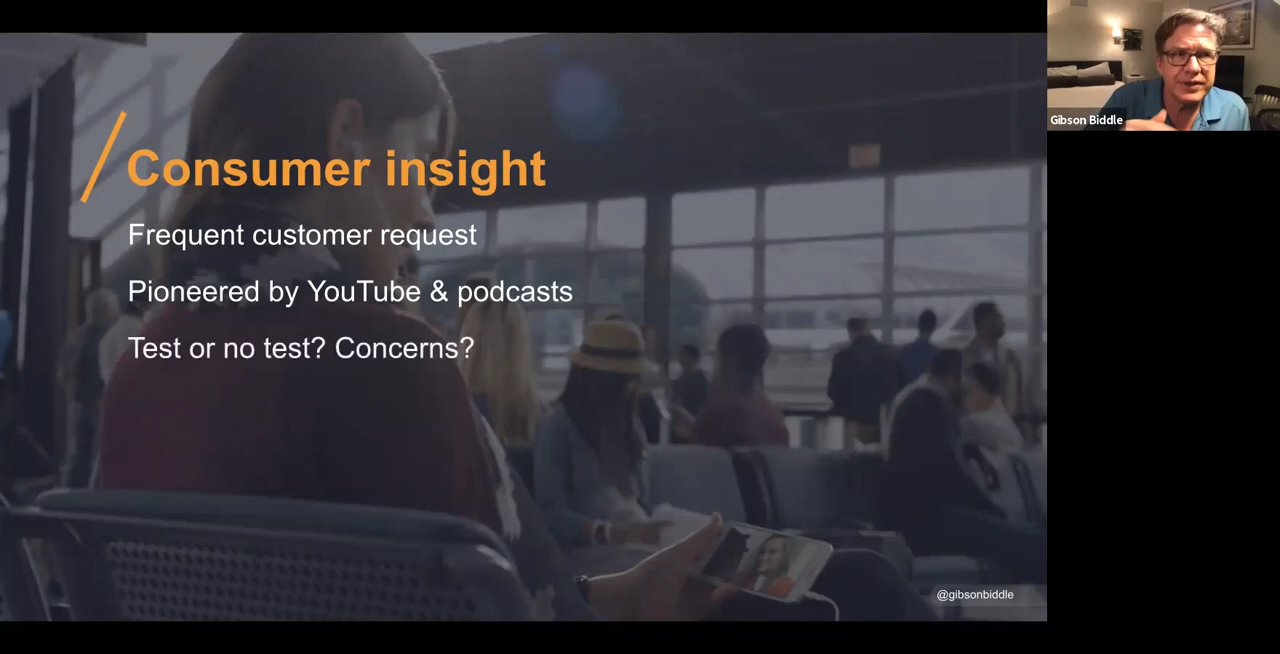 Consumer insight
Frequent customer request
Pioneered by YouTube & podcasts
Test or no test? Concerns?
@gibsonbiddle
Gibson Biddle